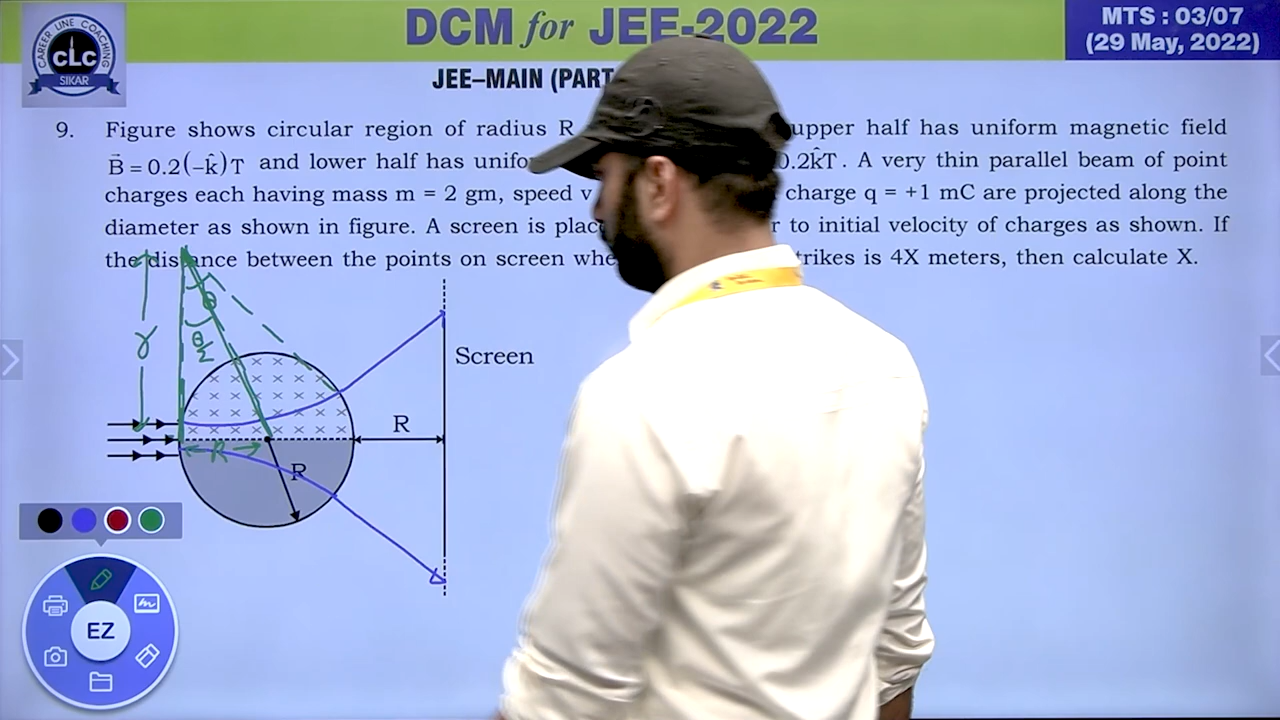 DCM for JEE-2022
MTS : 03/07
(29 May, 2022)
CAREER LINE COACHING
CLC
SIKAR
JEE–MAIN (PART
9. Figure shows circular region of radius R upper half has uniform magnetic field
B⃗ = 0.2(−k̂)T and lower half has 0.2k̂T. A very thin parallel beam of point
charges each having mass m = 2 gm, speed v charge q = +1 mC are projected along the
diameter as shown in figure. A screen is to initial velocity of charges as shown. If
the distance between the points on screen is 4X meters, then calculate X.
θ
θ/2
r
Screen
R
R
R
EZ